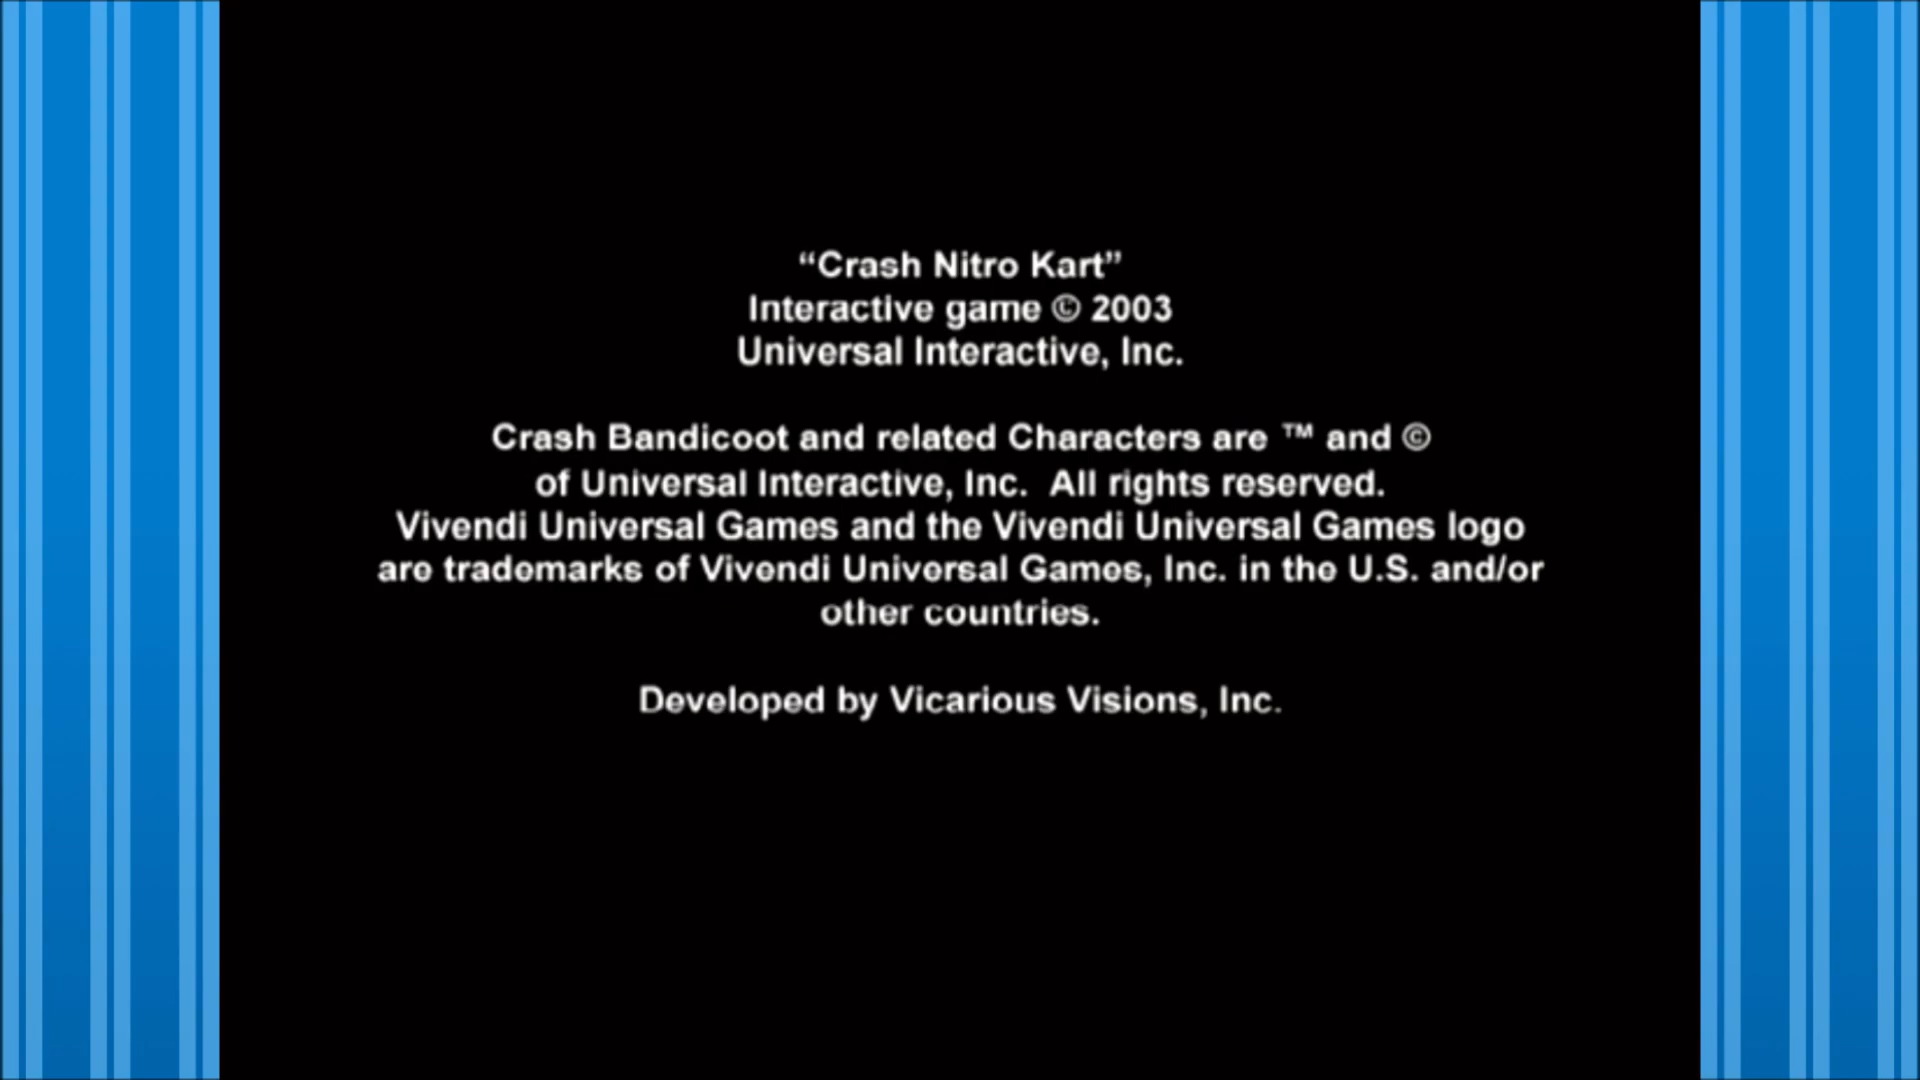 “Crash Nitro Kart”
Interactive game © 2003
Universal Interactive, Inc.
Crash Bandicoot and related Characters are ™ and ©
of Universal Interactive, Inc.  All rights reserved.
Vivendi Universal Games and the Vivendi Universal Games logo
are trademarks of Vivendi Universal Games, Inc. in the U.S. and/or
other countries.
Developed by Vicarious Visions, Inc.